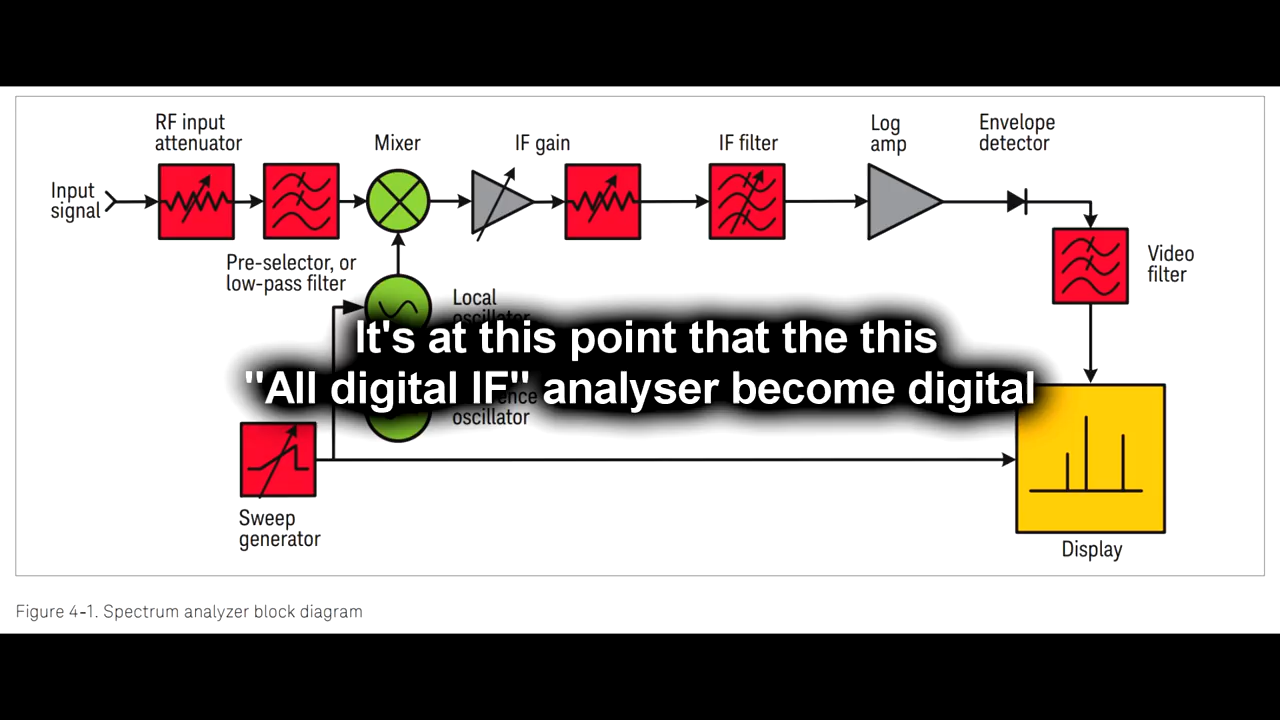 RF input
attenuator
Mixer
IF gain
IF filter
Log
amp
Envelope
detector
Input
signal
Pre-selector, or
low-pass filter
Video
filter
Local
oscillator
It's at this point that the this
"All digital IF" analyser become digital
oscillator
Sweep
generator
Display
Figure 4-1. Spectrum analyzer block diagram